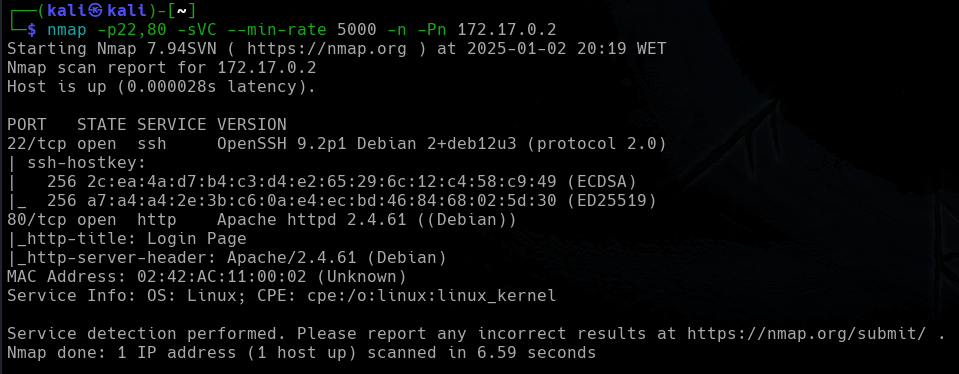 ┌──(kali㉿kali)-[~]
└─$ nmap -p22,80 -sVC --min-rate 5000 -n -Pn 172.17.0.2
Starting Nmap 7.94SVN ( https://nmap.org ) at 2025-01-02 20:19 WET
Nmap scan report for 172.17.0.2
Host is up (0.000028s latency).

PORT   STATE SERVICE VERSION
22/tcp open  ssh     OpenSSH 9.2p1 Debian 2+deb12u3 (protocol 2.0)
| ssh-hostkey:
|   256 2c:ea:4a:d7:b4:c3:d4:e2:65:29:6c:12:c4:58:c9:49 (ECDSA)
|_  256 a7:a4:a4:2e:3b:c6:0a:e4:ec:bd:46:84:68:02:5d:30 (ED25519)
80/tcp open  http    Apache httpd 2.4.61 ((Debian))
|_http-title: Login Page
|_http-server-header: Apache/2.4.61 (Debian)
MAC Address: 02:42:AC:11:00:02 (Unknown)
Service Info: OS: Linux; CPE: cpe:/o:linux:linux_kernel

Service detection performed. Please report any incorrect results at https://nmap.org/submit/ .
Nmap done: 1 IP address (1 host up) scanned in 6.59 seconds